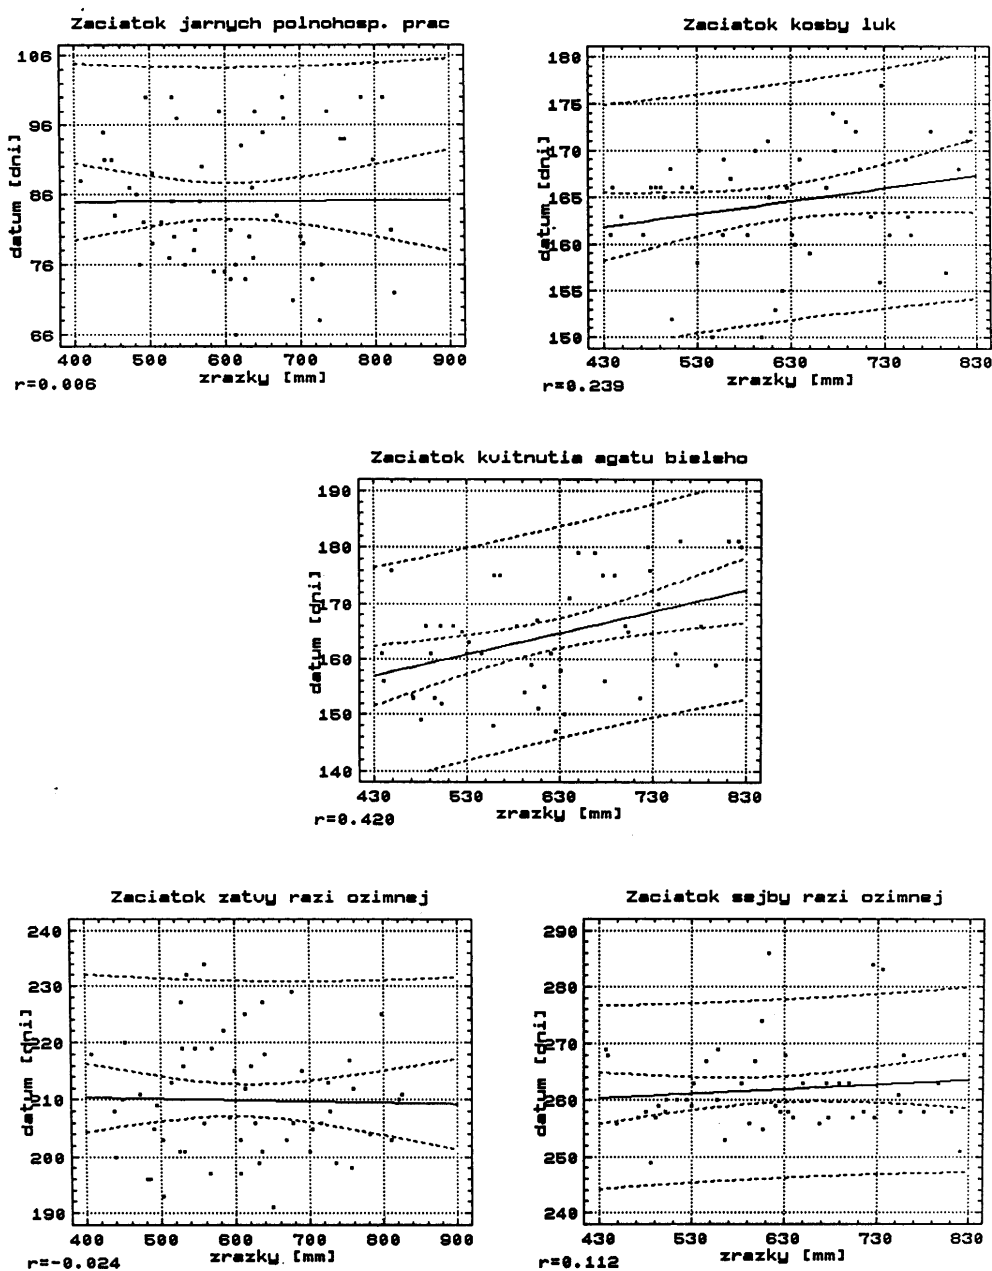 Zaciatok jarnych polnohosp. prac
106
96
86
76
66
datum [dni]
400 500 600 700 800 900
zrazky [mm]
r=0.006
Zaciatok kosby luk
180
175
170
165
160
155
150
datum [dni]
430 530 630 730 830
zrazky [mm]
r=0.239
Zaciatok kvitnutia agatu bieleho
190
180
170
160
150
140
datum [dni]
430 530 630 730 830
zrazky [mm]
r=0.420
Zaciatok zatvy razi ozimnej
240
230
220
210
200
190
datum [dni]
400 500 600 700 800 900
zrazky [mm]
r=-0.024
Zaciatok sejby razi ozimnej
290
280
270
260
250
240
datum [dni]
430 530 630 730 830
zrazky [mm]
r=0.112